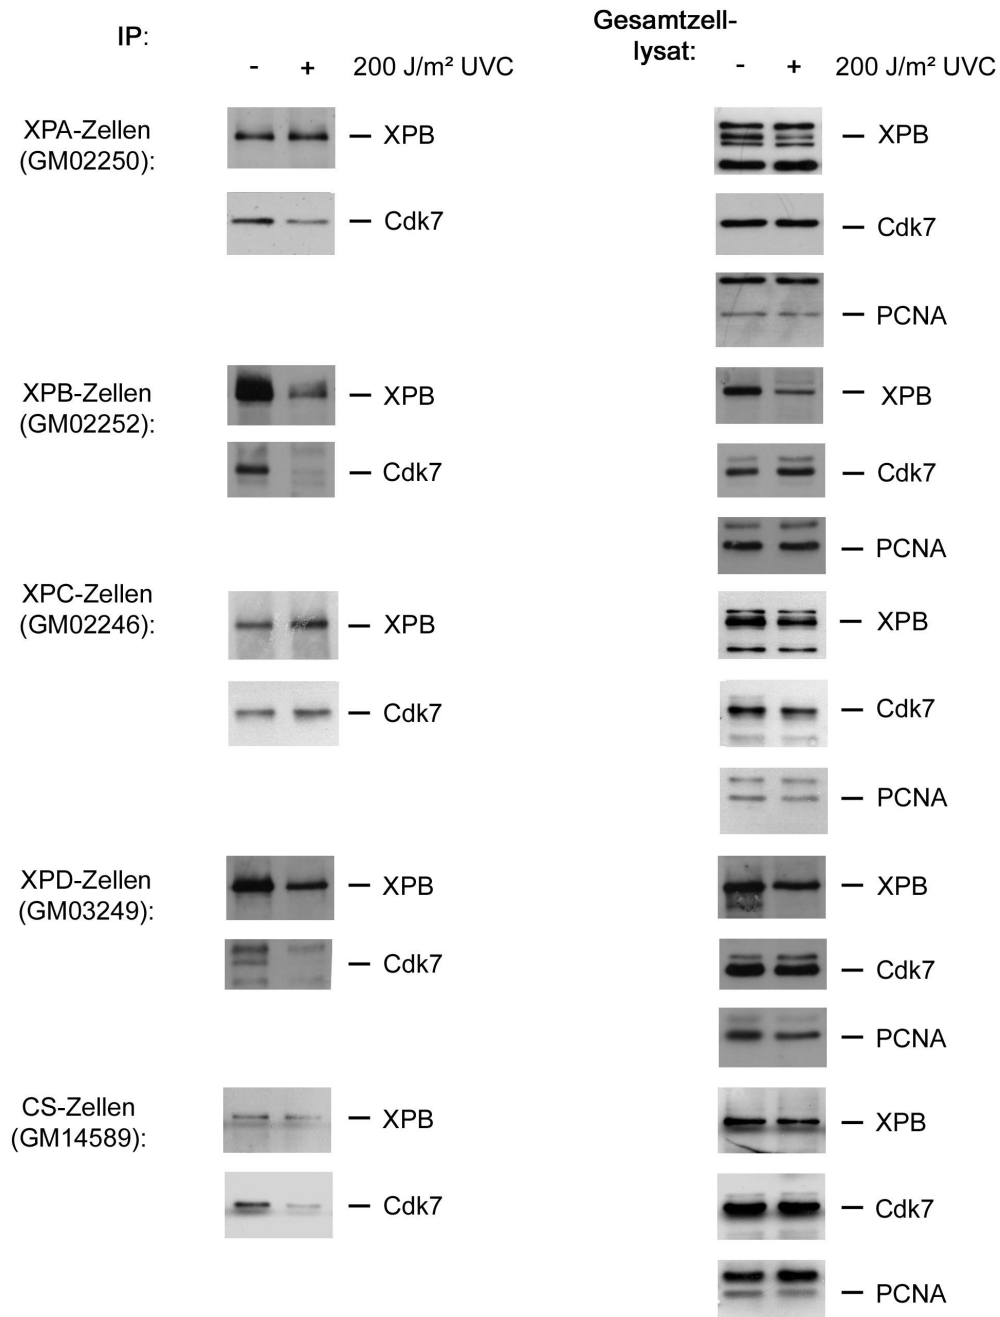 IP:
- + 200 J/m² UVC
Gesamtzell-
lysat:
- + 200 J/m² UVC
XPA-Zellen
(GM02250):
– XPB
– Cdk7
– XPB
– Cdk7
– PCNA
XPB-Zellen
(GM02252):
– XPB
– Cdk7
– XPB
– Cdk7
– PCNA
XPC-Zellen
(GM02246):
– XPB
– Cdk7
– XPB
– Cdk7
– PCNA
XPD-Zellen
(GM03249):
– XPB
– Cdk7
– XPB
– Cdk7
– PCNA
CS-Zellen
(GM14589):
– XPB
– Cdk7
– XPB
– Cdk7
– PCNA